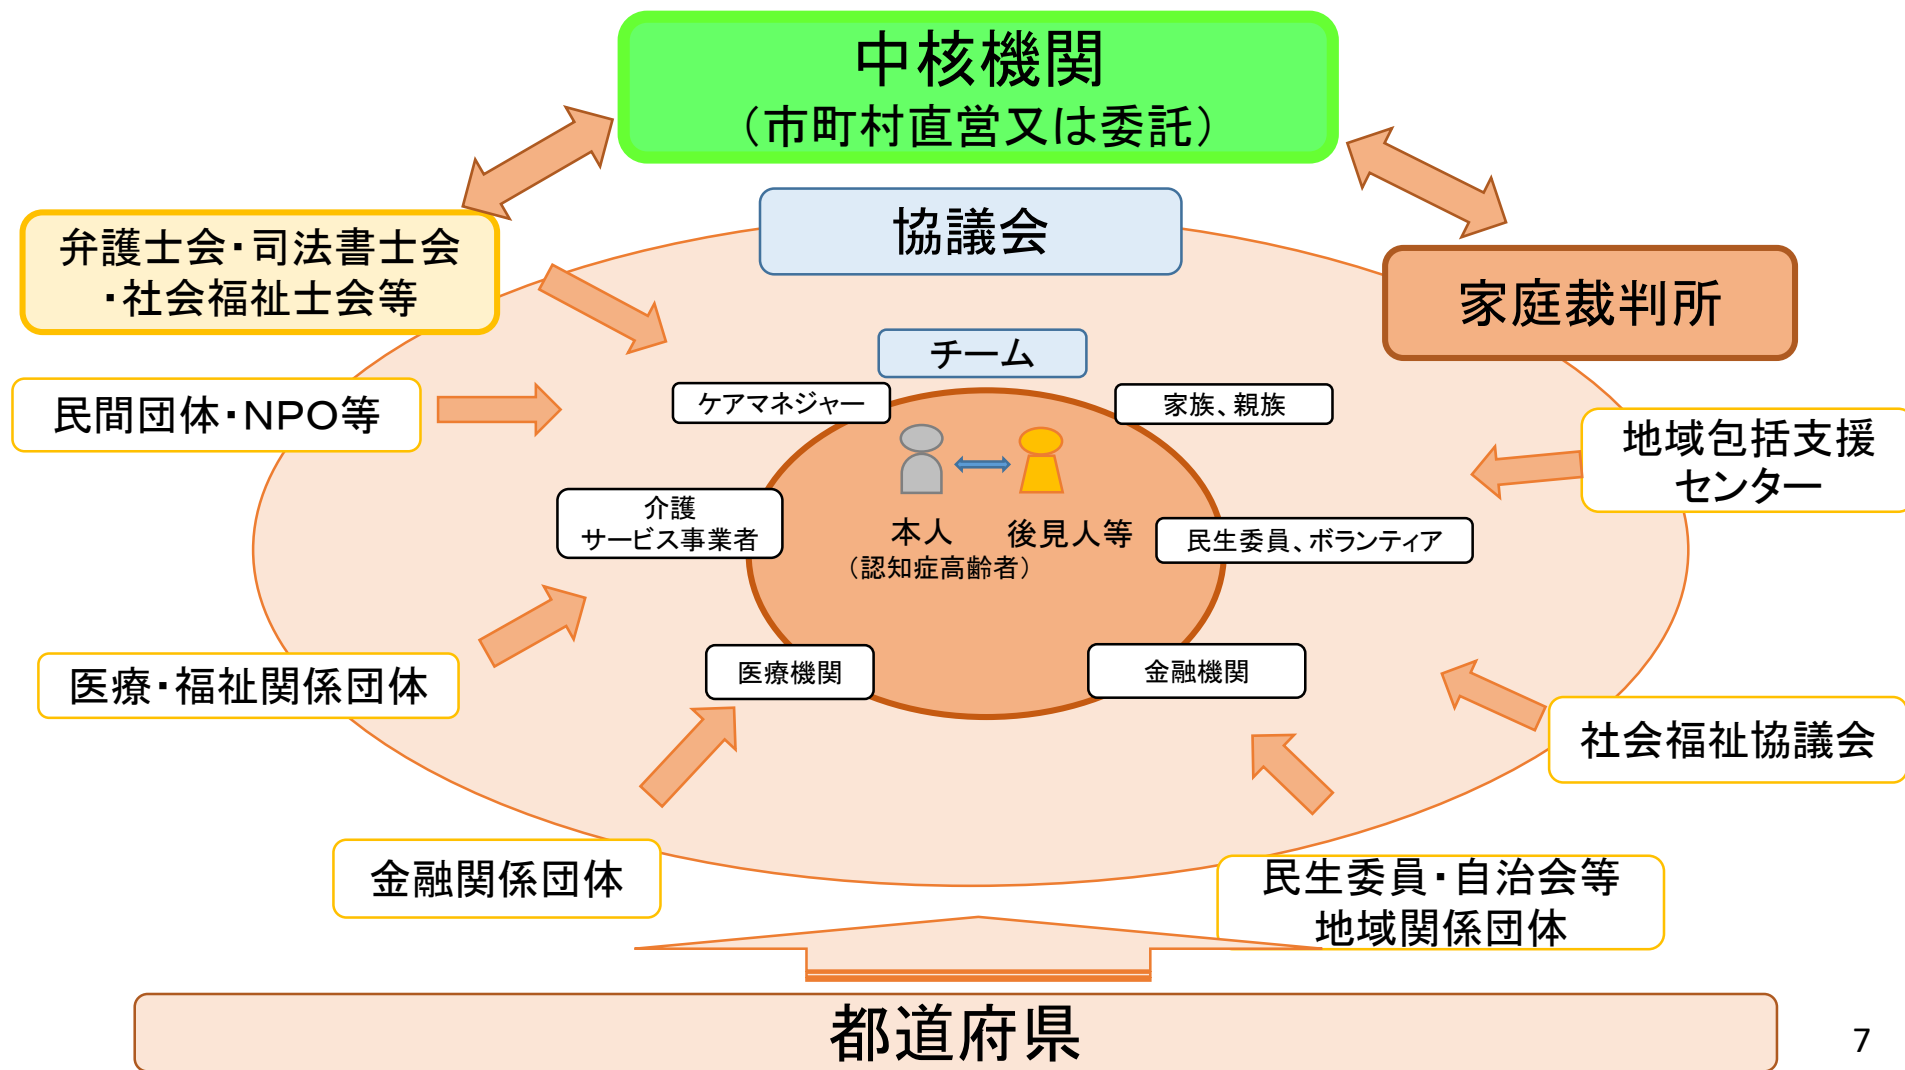 中核機関
（市町村直営又は委託）
協議会
弁護士会・司法書士会
・社会福祉士会等
家庭裁判所
チーム
ケアマネジャー
家族、親族
民間団体・NPO等
地域包括支援
センター
介護
サービス事業者
本人
（認知症高齢者）
後見人等
民生委員、ボランティア
医療・福祉関係団体
医療機関
金融機関
社会福祉協議会
金融関係団体
民生委員・自治会等
地域関係団体
都道府県
7